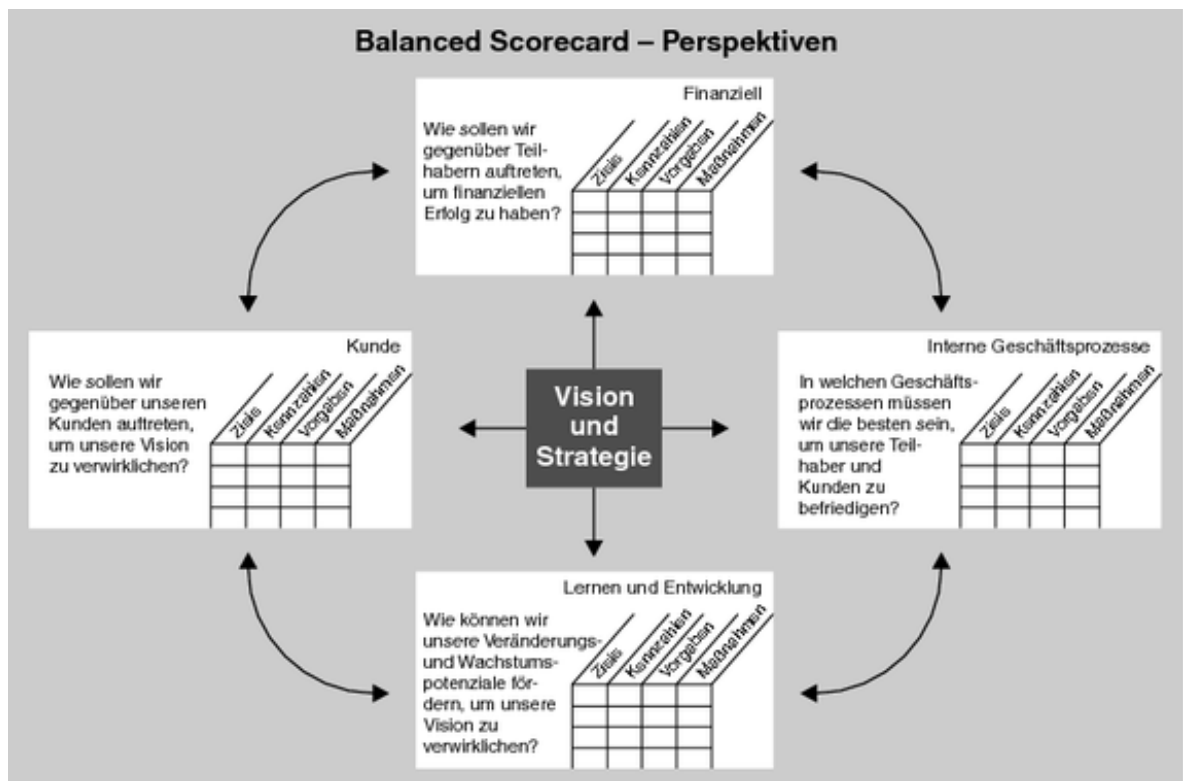 Balanced Scorecard – Perspektiven
Finanziell
Wie sollen wir
gegenüber Teil-
habern auftreten,
um finanziellen
Erfolg zu haben?
Ziele
Kennzahlen
Vorgaben
Maßnahmen
Kunde
Wie sollen wir
gegenüber unseren
Kunden auftreten,
um unsere Vision
zu verwirklichen?
Ziele
Kennzahlen
Vorgaben
Maßnahmen
Vision
und
Strategie
Interne Geschäftsprozesse
In welchen Geschäfts-
prozessen müssen
wir die besten sein,
um unsere Teil-
haber und
Kunden zu
befriedigen?
Ziele
Kennzahlen
Vorgaben
Maßnahmen
Lernen und Entwicklung
Wie können wir
unsere Veränderungs-
und Wachstums-
potenziale för-
dern, um unsere
Vision zu
verwirklichen?
Ziele
Kennzahlen
Vorgaben
Maßnahmen